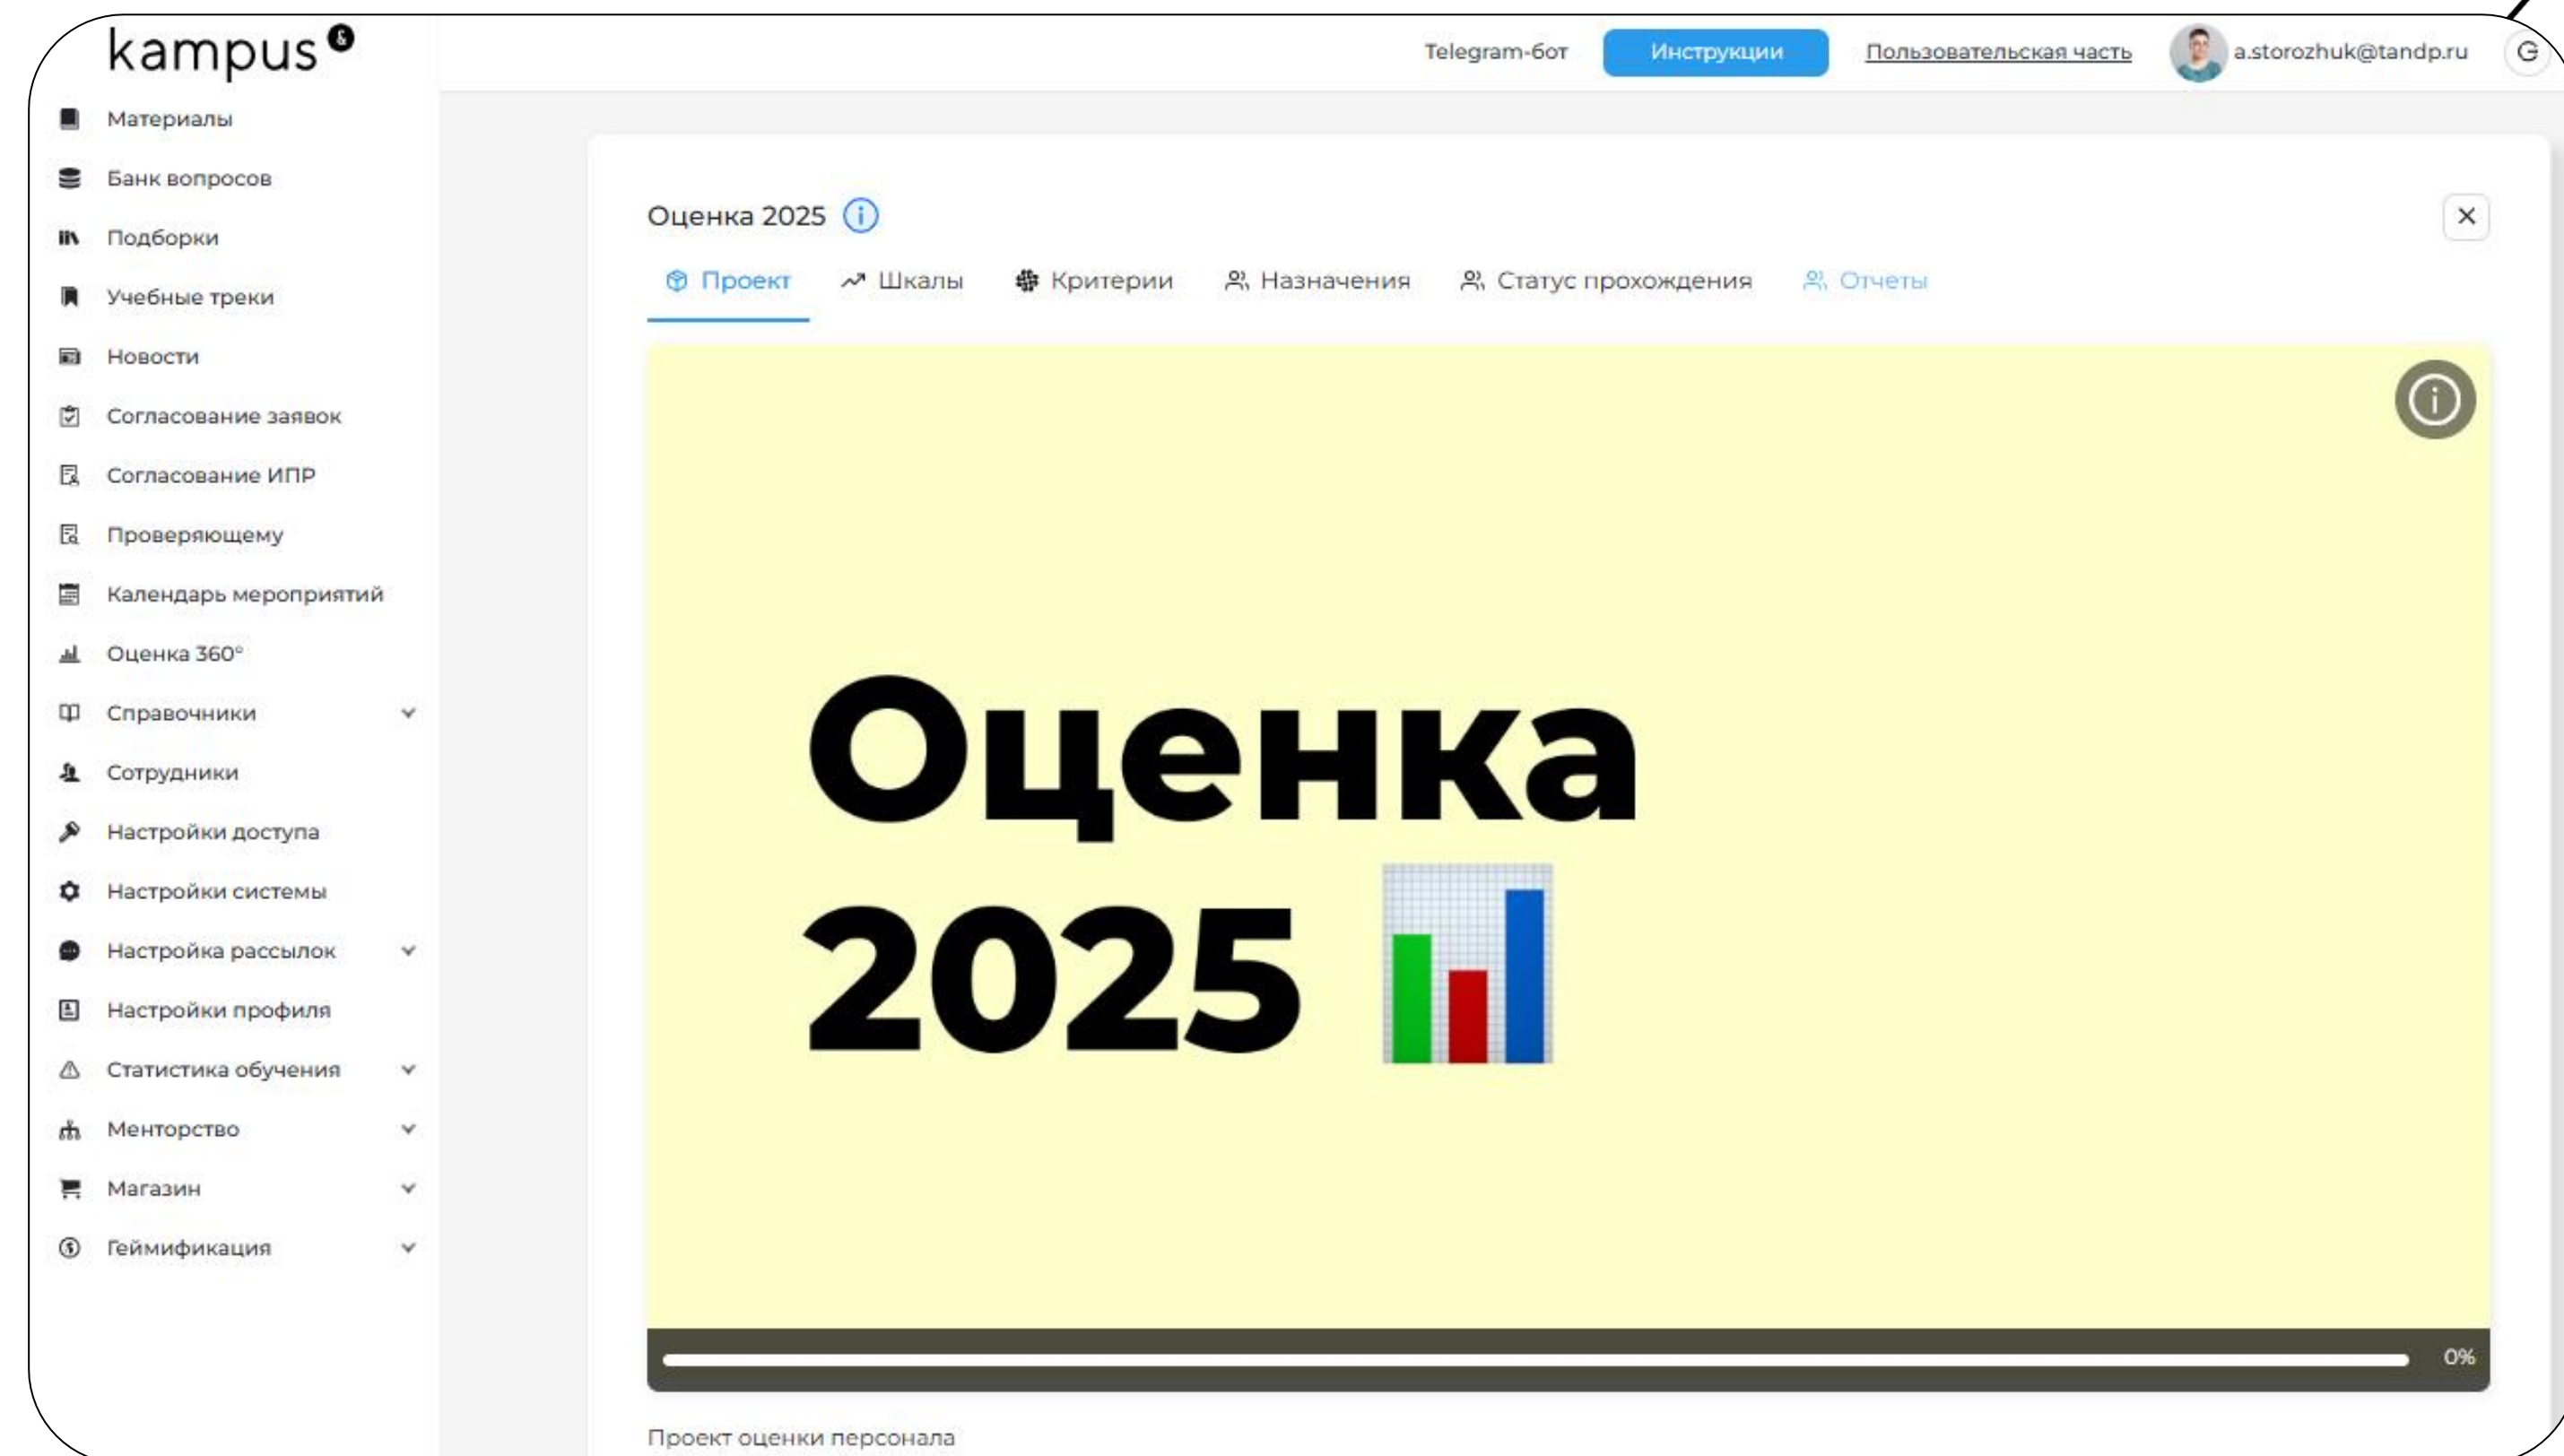 kampus &
Telegram-бот Инструкции Пользовательская часть a.storozhuk@tandp.ru
Материалы
Банк вопросов
Подборки
Учебные треки
Новости
Согласование заявок
Согласование ИПР
Проверяющему
Календарь мероприятий
Оценка 360°
Справочники
Сотрудники
Настройки доступа
Настройки системы
Настройка рассылок
Настройки профиля
Статистика обучения
Менторство
Магазин
Геймификация
Оценка 2025
Проект Шкалы Критерии Назначения Статус прохождения Отчеты
Оценка
2025
0%
Проект оценки персонала